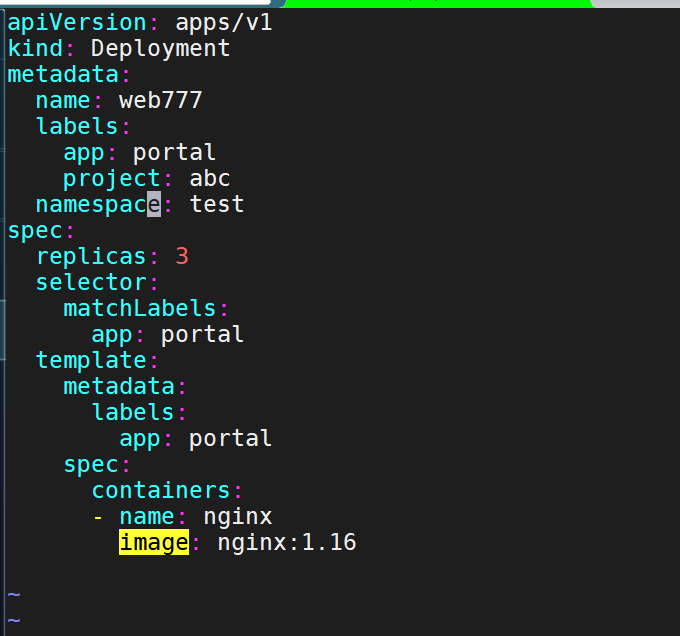 apiVersion: apps/v1
kind: Deployment
metadata:
  name: web777
  labels:
    app: portal
    project: abc
  namespace: test
spec:
  replicas: 3
  selector:
    matchLabels:
      app: portal
  template:
    metadata:
      labels:
        app: portal
    spec:
      containers:
      - name: nginx
        image: nginx:1.16
~
~